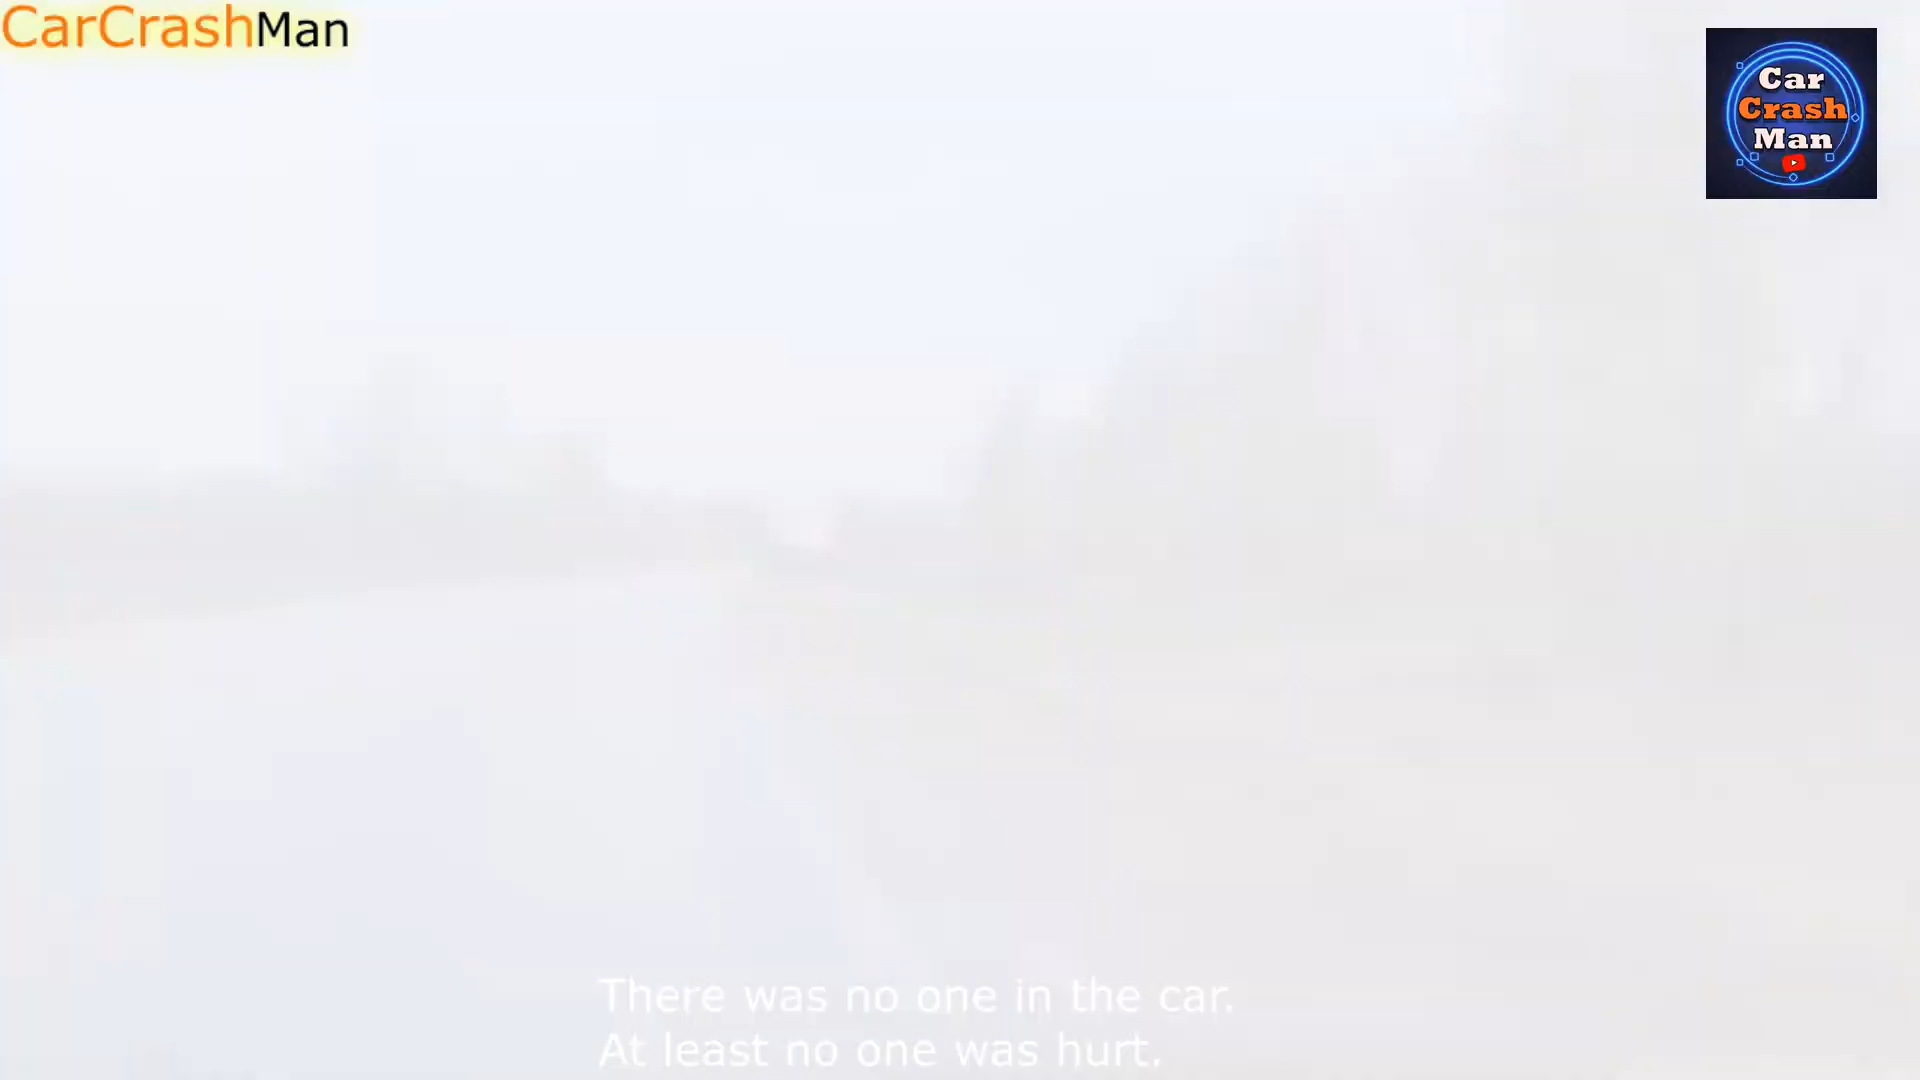 CarCrashMan
Car
Crash
Man
There was no one in the car.
At least no one was hurt.